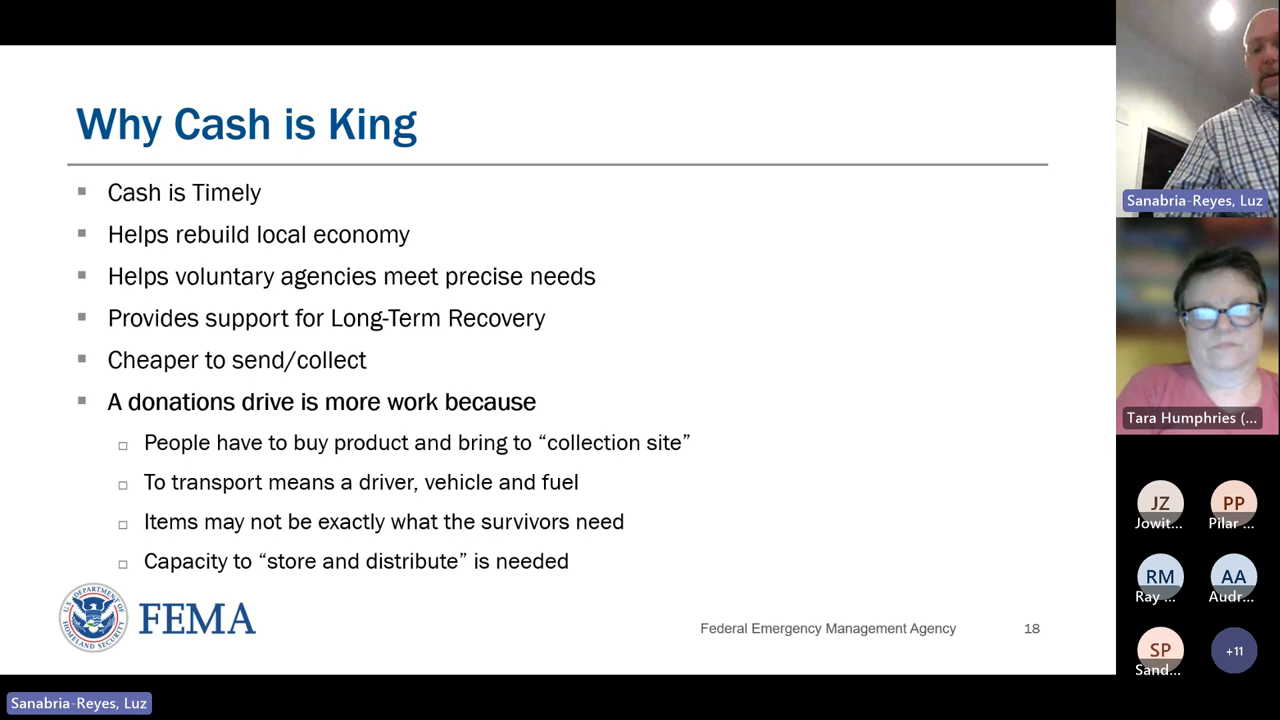 Why Cash is King
Cash is Timely
Helps rebuild local economy
Helps voluntary agencies meet precise needs
Provides support for Long-Term Recovery
Cheaper to send/collect
A donations drive is more work because
People have to buy product and bring to “collection site”
To transport means a driver, vehicle and fuel
Items may not be exactly what the survivors need
Capacity to “store and distribute” is needed
U.S. DEPARTMENT OF
HOMELAND SECURITY
FEMA
Federal Emergency Management Agency
18
Sanabria-Reyes, Luz
Sanabria-Reyes, Luz
Tara Humphries (...
JZ
Jowit...
PP
Pilar ...
RM
Ray ...
AA
Audr...
SP
Sand...
+11